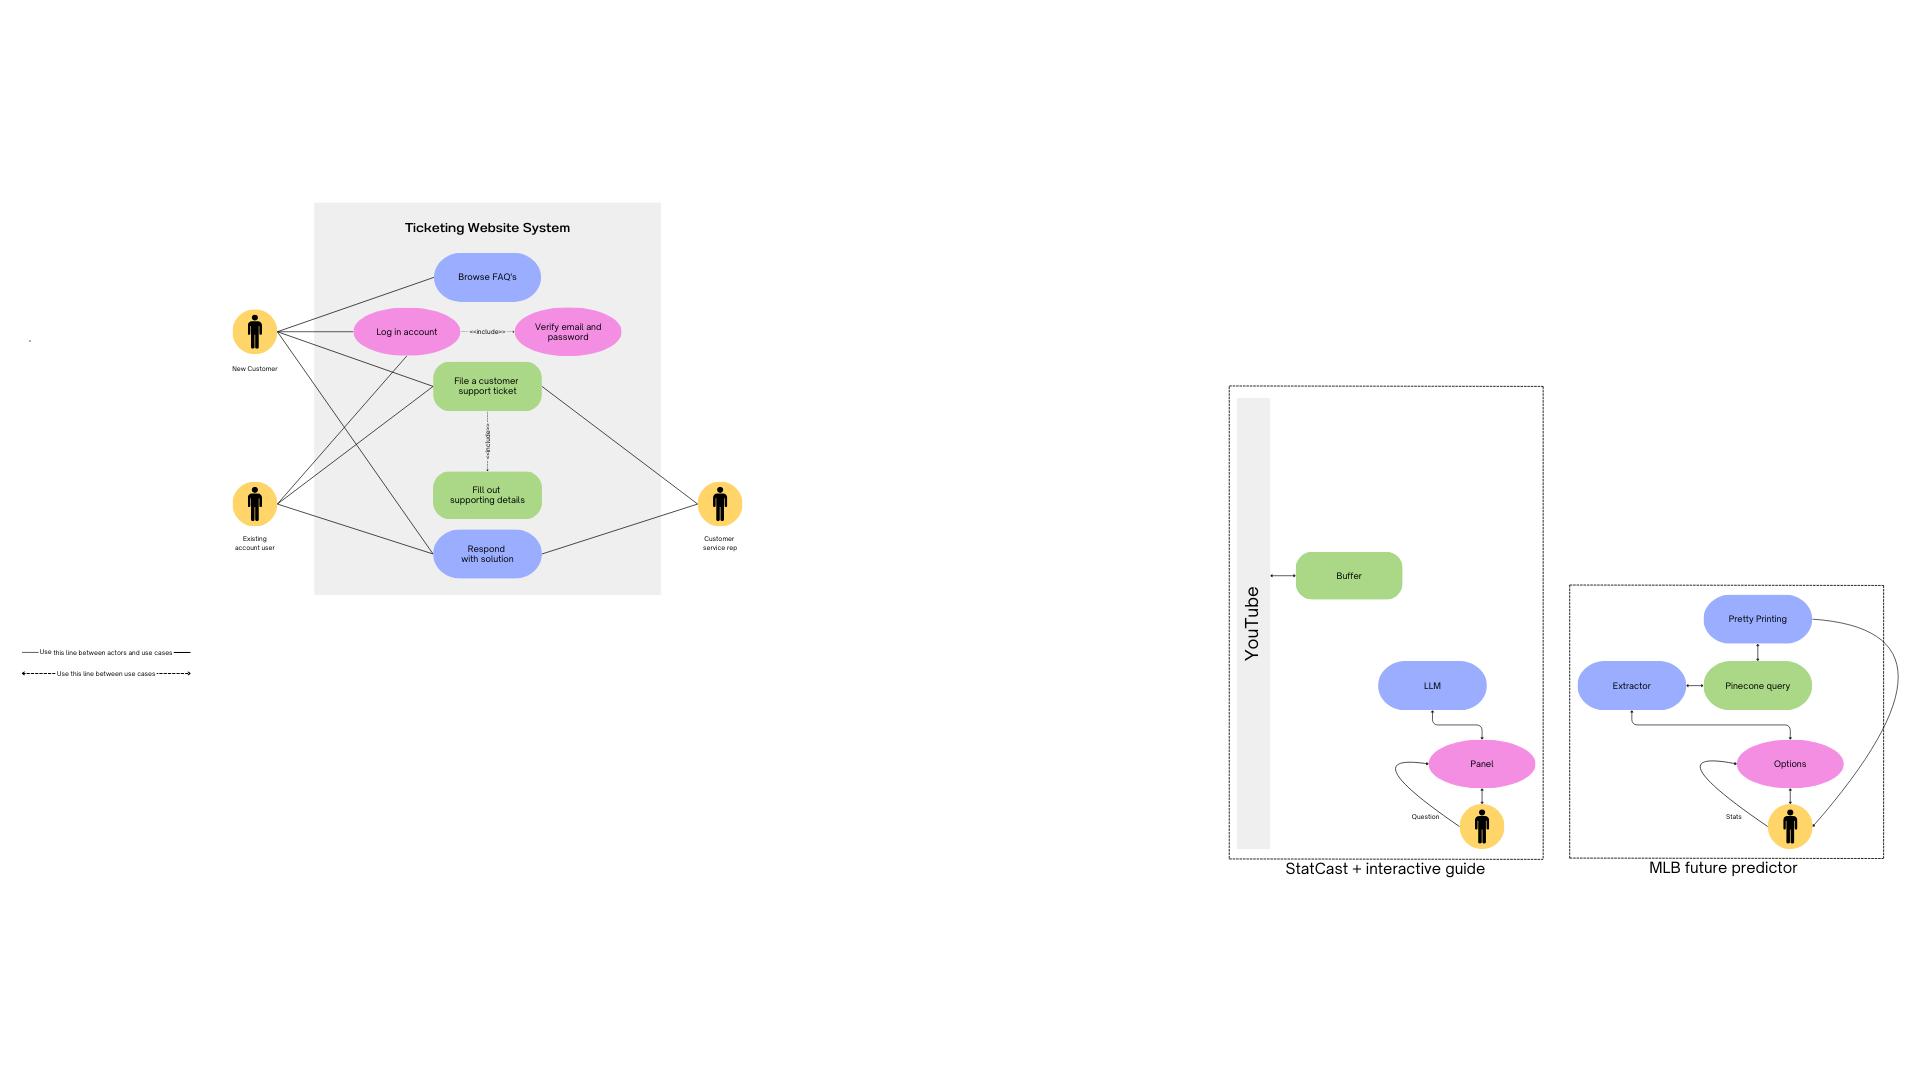 Ticketing Website System
Browse FAQ's
Log in account
<<include>>
Verify email and
password
New Customer
File a customer
support ticket
<<include>>
Fill out
supporting details
Existing
account user
Customer
service rep
Respond
with solution
Use this line between actors and use cases
Use this line between use cases
YouTube
Buffer
LLM
Panel
Question
StatCast + interactive guide
Pretty Printing
Extractor
Pinecone query
Options
Stats
MLB future predictor